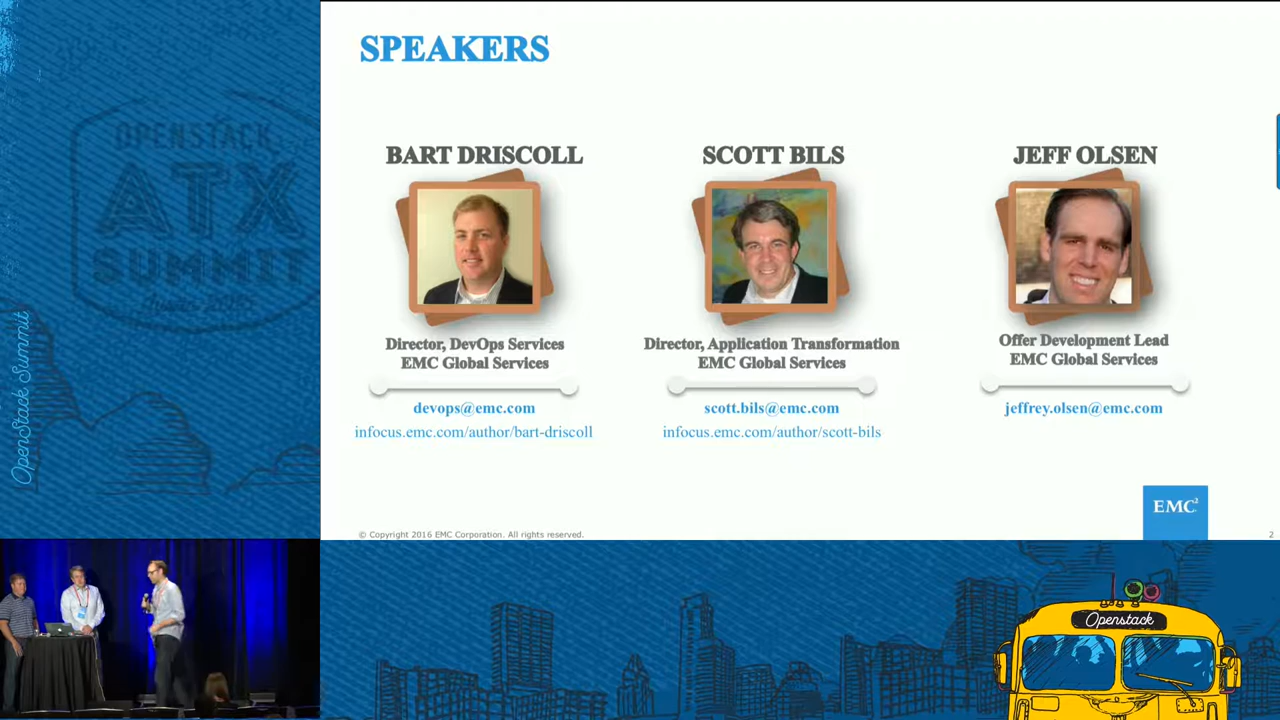 SPEAKERS
BART DRISCOLL
Director, DevOps Services
EMC Global Services
devops@emc.com
infocus.emc.com/author/bart-driscoll
SCOTT BILS
Director, Application Transformation
EMC Global Services
scott.bils@emc.com
infocus.emc.com/author/scott-bils
JEFF OLSEN
Offer Development Lead
EMC Global Services
jeffrey.olsen@emc.com
EMC²
© Copyright 2016 EMC Corporation. All rights reserved.
2
OPENSTACK
ATX
SUMMIT
OpenStack Summit
Openstack